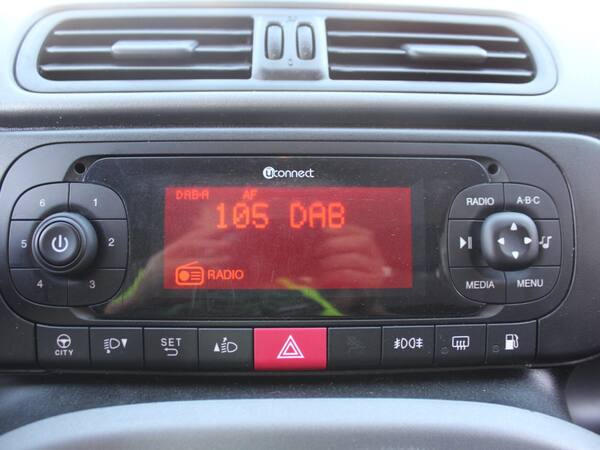 uconnect
DAB-A AF
105 DAB
RADIO
6 1
5 2
4 3
RADIO A·B·C
MEDIA MENU
CITY
SET